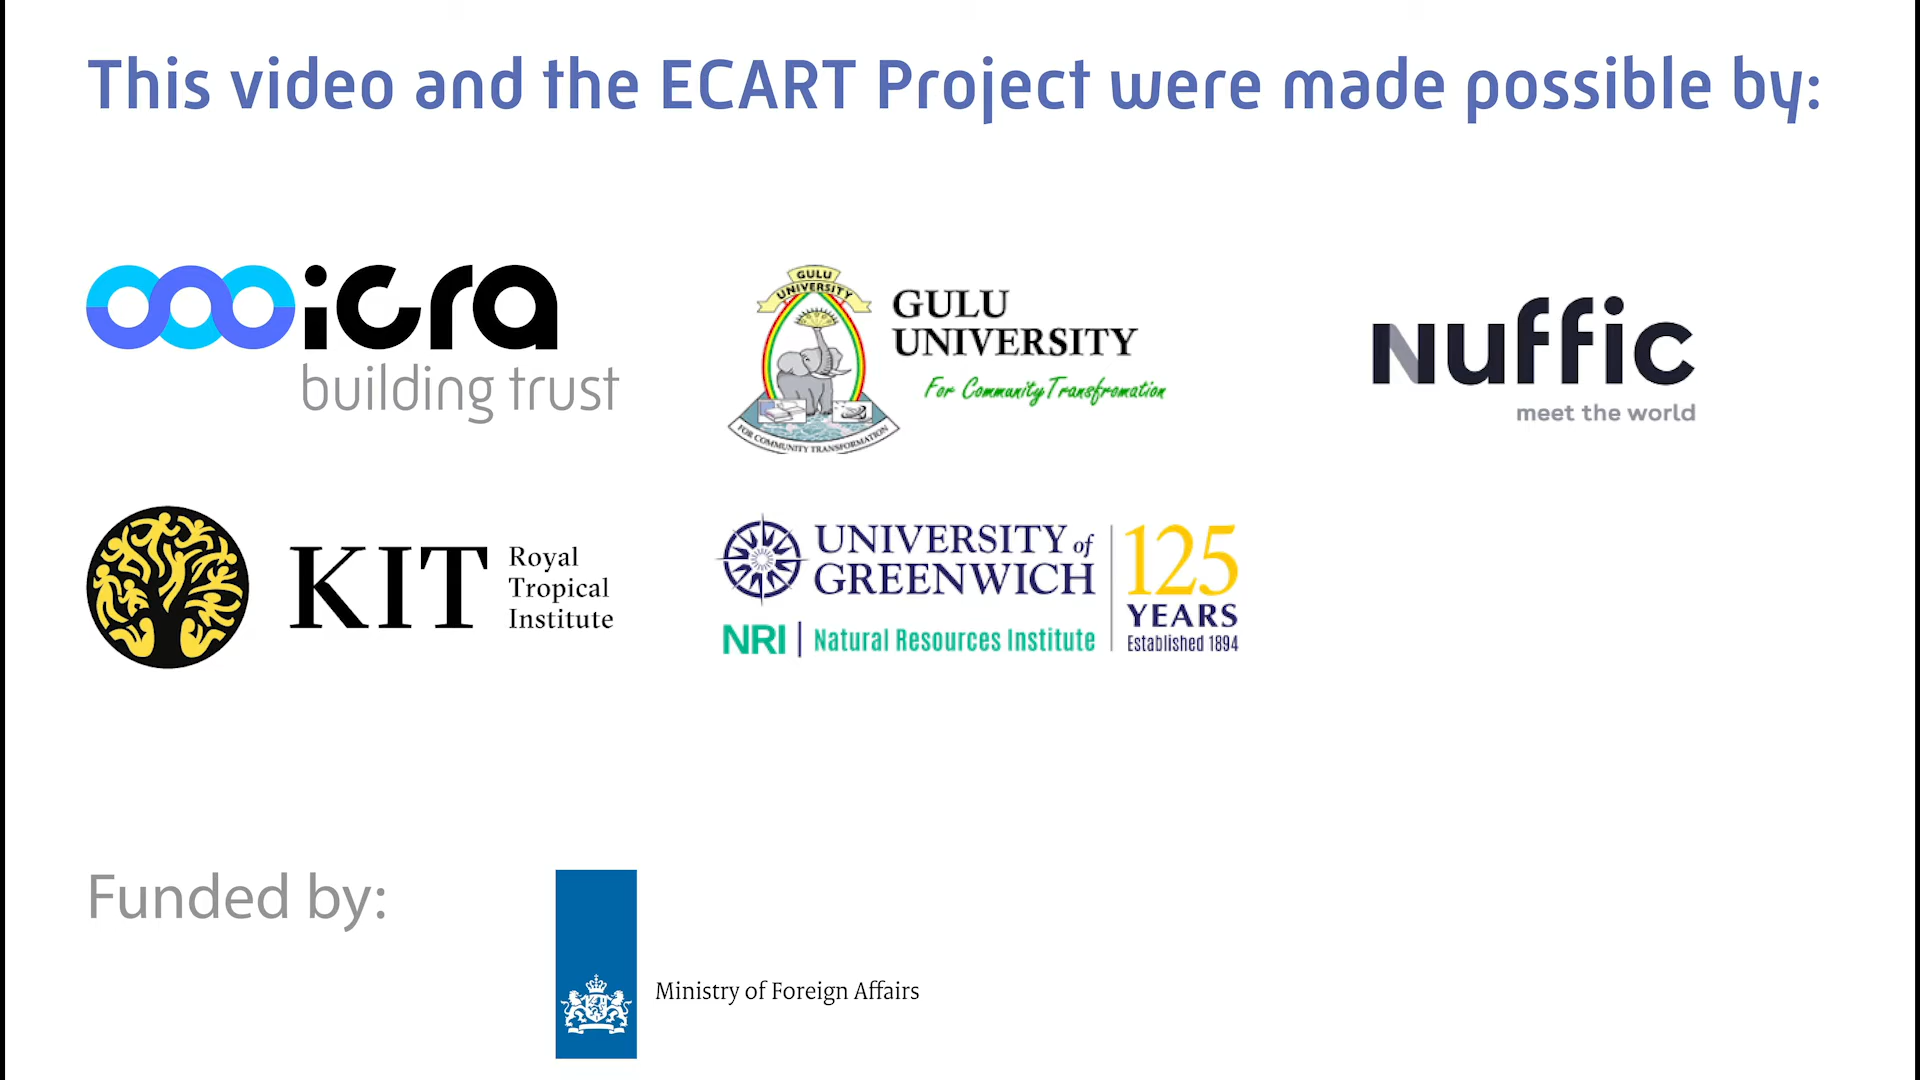 This video and the ECART Project were made possible by:
icra
building trust
GULU
UNIVERSITY
FOR COMMUNITY TRANSFORMATION
GULU
UNIVERSITY
For Community Transfromation
nuffic
meet the world
KIT
Royal
Tropical
Institute
UNIVERSITY of
GREENWICH
NRI | Natural Resources Institute
125
YEARS
Established 1894
Funded by:
Ministry of Foreign Affairs